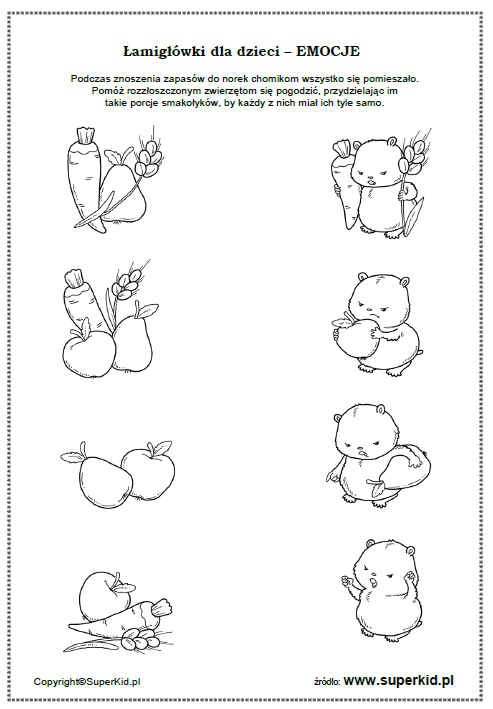 Łamigłówki dla dzieci – EMOCJE
Podczas znoszenia zapasów do norek chomikom wszystko się pomieszało.
Pomóż rozzłoszczonym zwierzętom się pogodzić, przydzielając im
takie porcje smakołyków, by każdy z nich miał ich tyle samo.
Copyright©SuperKid.pl
źródło: www.superkid.pl